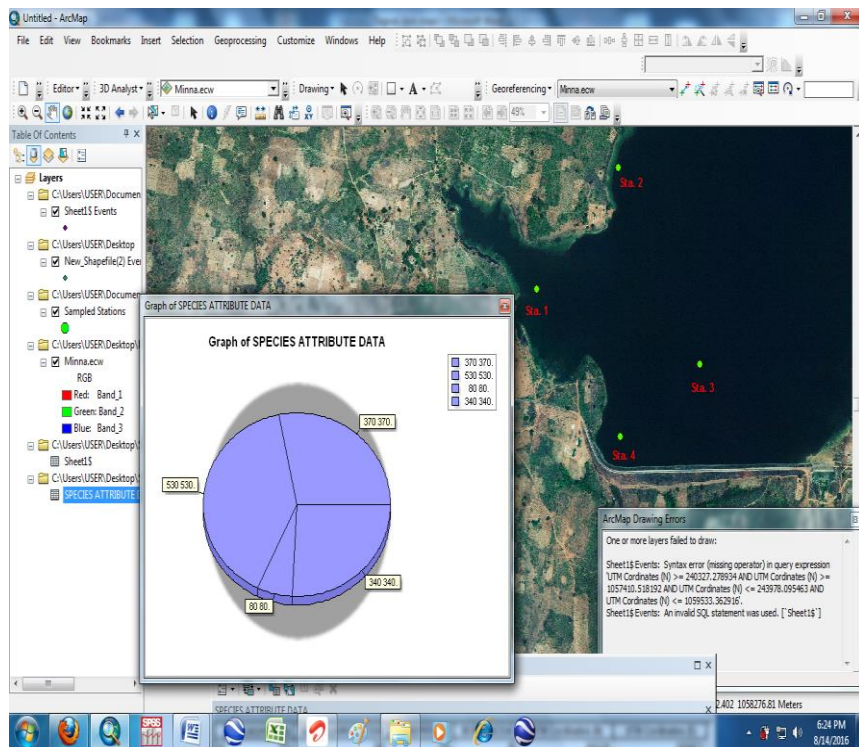 Untitled - ArcMap
File Edit View Bookmarks Insert Selection Geoprocessing Customize Windows Help
Editor 3D Analyst Minna.ecw Drawing A Georeferencing Minna.ecw
49%
Table Of Contents
Layers
C:\Users\USER\Documen
Sheet1$ Events
C:\Users\USER\Desktop
New_Shapefile(2) Eve
C:\Users\USER\Documen
Sampled Stations
C:\Users\USER\Desktop\
Minna.ecw
RGB
Red: Band_1
Green: Band_2
Blue: Band_3
C:\Users\USER\Desktop\
Sheet1$
C:\Users\USER\Desktop\
SPECIES ATTRIBUTE
Sta. 2
Sta. 1
Sta. 3
Sta. 4
Graph of SPECIES ATTRIBUTE DATA
Graph of SPECIES ATTRIBUTE DATA
370 370.
530 530.
80 80.
340 340.
370 370.
530 530.
340 340.
80 80.
ArcMap Drawing Errors
One or more layers failed to draw:
Sheet1$ Events: Syntax error (missing operator) in query expression
'UTM Cordinates (N) >= 240327.278934 AND UTM Cordinates (N) >=
1057410.518192 AND UTM Cordinates (N) <= 243978.095463 AND
UTM Cordinates (N) <= 1059533.362916'.
Sheet1$ Events: An invalid SQL statement was used. [`Sheet1$`]
SPECIES ATTRIBUTE DATA
2.402 1058276.81 Meters
SPSS
6:24 PM
8/14/2016